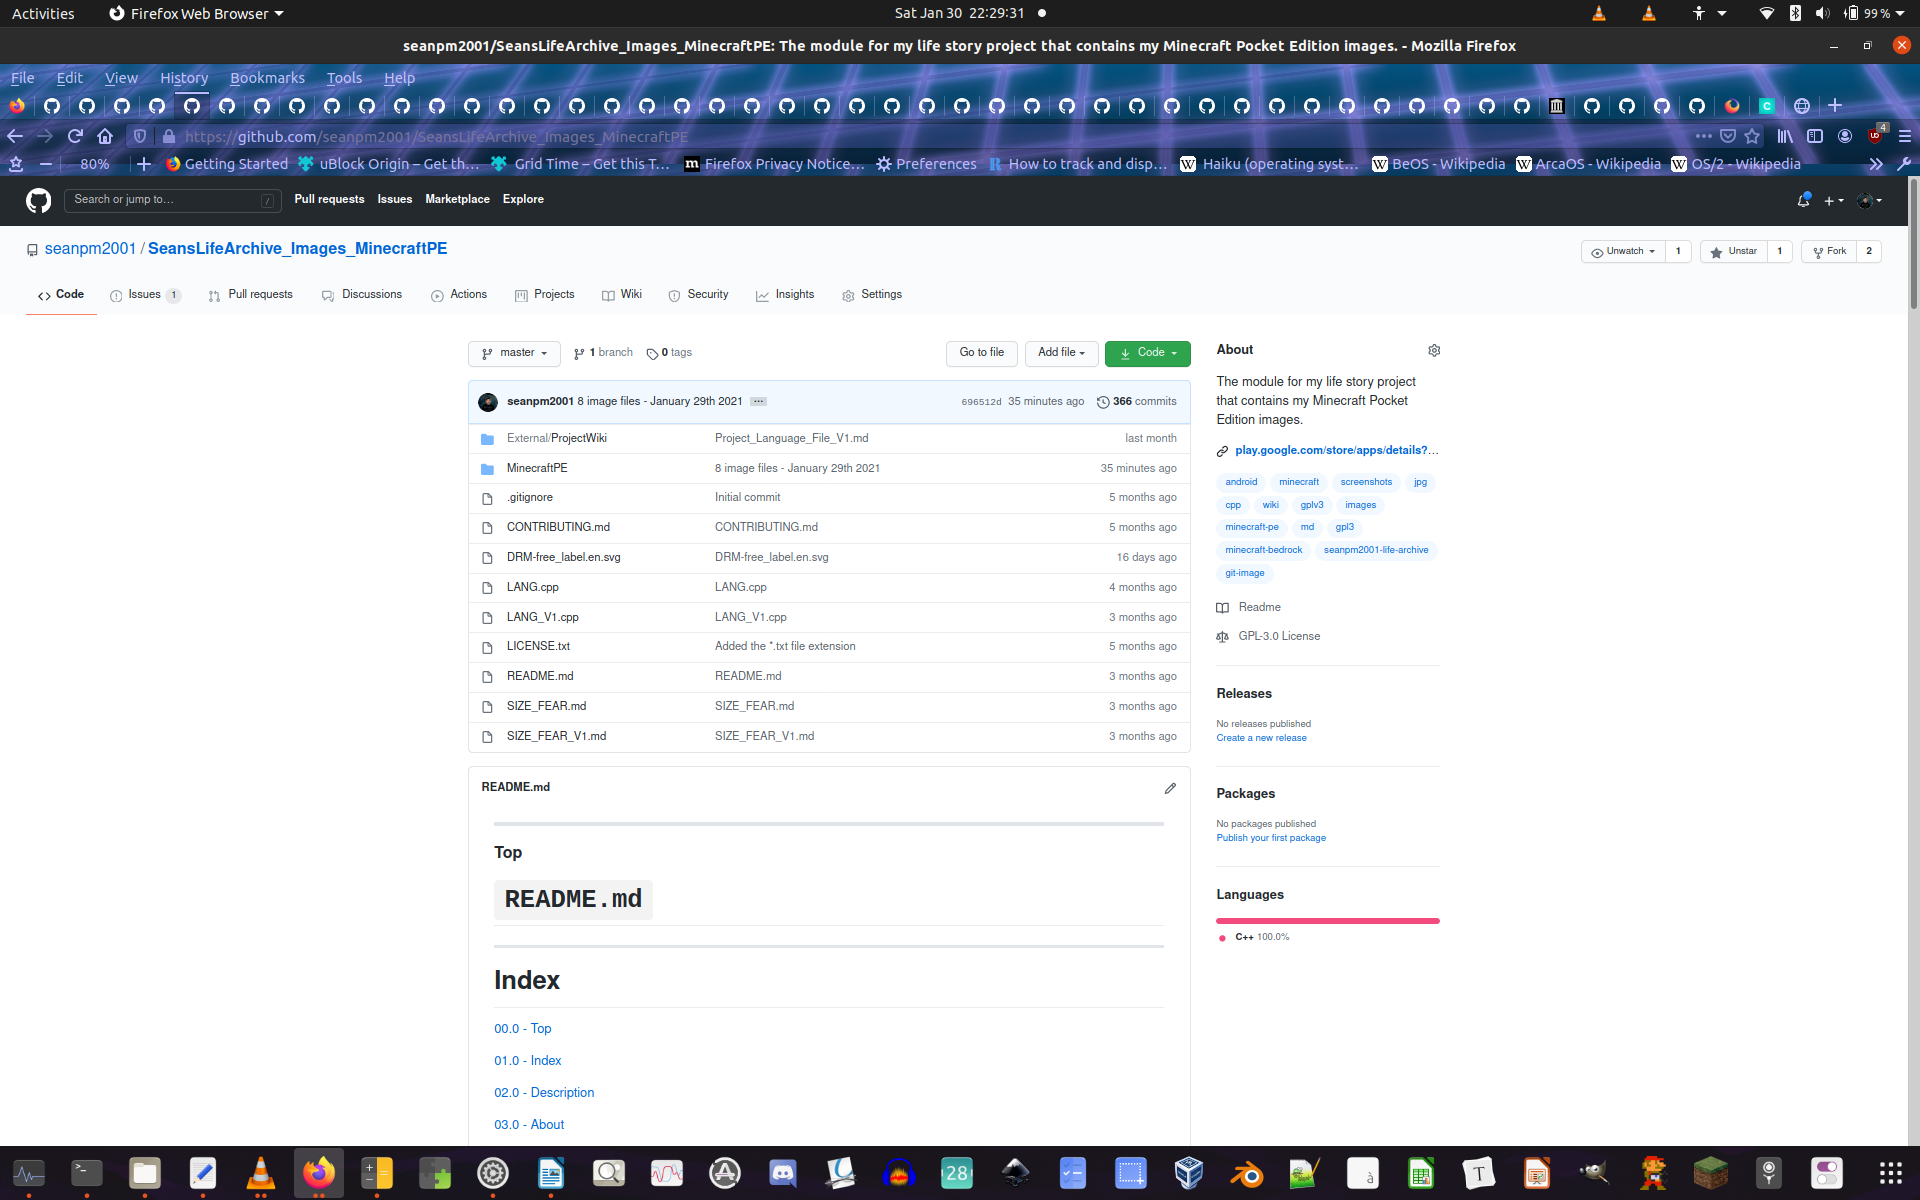 Activities Firefox Web Browser Sat Jan 30 22:29:31 99 %
seanpm2001/SeansLifeArchive_Images_MinecraftPE: The module for my life story project that contains my Minecraft Pocket Edition images. - Mozilla Firefox
File Edit View History Bookmarks Tools Help
https://github.com/seanpm2001/SeansLifeArchive_Images_MinecraftPE 4
80% Getting Started uBlock Origin – Get th… Grid Time – Get this T… Firefox Privacy Notice… Preferences How to track and disp… Haiku (operating syst… BeOS - Wikipedia ArcaOS - Wikipedia OS/2 - Wikipedia
Search or jump to… / Pull requests Issues Marketplace Explore
seanpm2001 / SeansLifeArchive_Images_MinecraftPE Unwatch 1 Unstar 1 Fork 2
Code Issues 1 Pull requests Discussions Actions Projects Wiki Security Insights Settings
master 1 branch 0 tags Go to file Add file Code
seanpm2001 8 image files - January 29th 2021 ... 696512d 35 minutes ago 366 commits
External/ProjectWiki Project_Language_File_V1.md last month
MinecraftPE 8 image files - January 29th 2021 35 minutes ago
.gitignore Initial commit 5 months ago
CONTRIBUTING.md CONTRIBUTING.md 5 months ago
DRM-free_label.en.svg DRM-free_label.en.svg 16 days ago
LANG.cpp LANG.cpp 4 months ago
LANG_V1.cpp LANG_V1.cpp 3 months ago
LICENSE.txt Added the *.txt file extension 5 months ago
README.md README.md 3 months ago
SIZE_FEAR.md SIZE_FEAR.md 3 months ago
SIZE_FEAR_V1.md SIZE_FEAR_V1.md 3 months ago
README.md
Top
README.md
Index
00.0 - Top
01.0 - Index
02.0 - Description
03.0 - About
About
The module for my life story project
that contains my Minecraft Pocket
Edition images.
play.google.com/store/apps/details?...
android minecraft screenshots jpg
cpp wiki gplv3 images
minecraft-pe md gpl3
minecraft-bedrock seanpm2001-life-archive
git-image
Readme
GPL-3.0 License
Releases
No releases published
Create a new release
Packages
No packages published
Publish your first package
Languages
C++ 100.0%
28